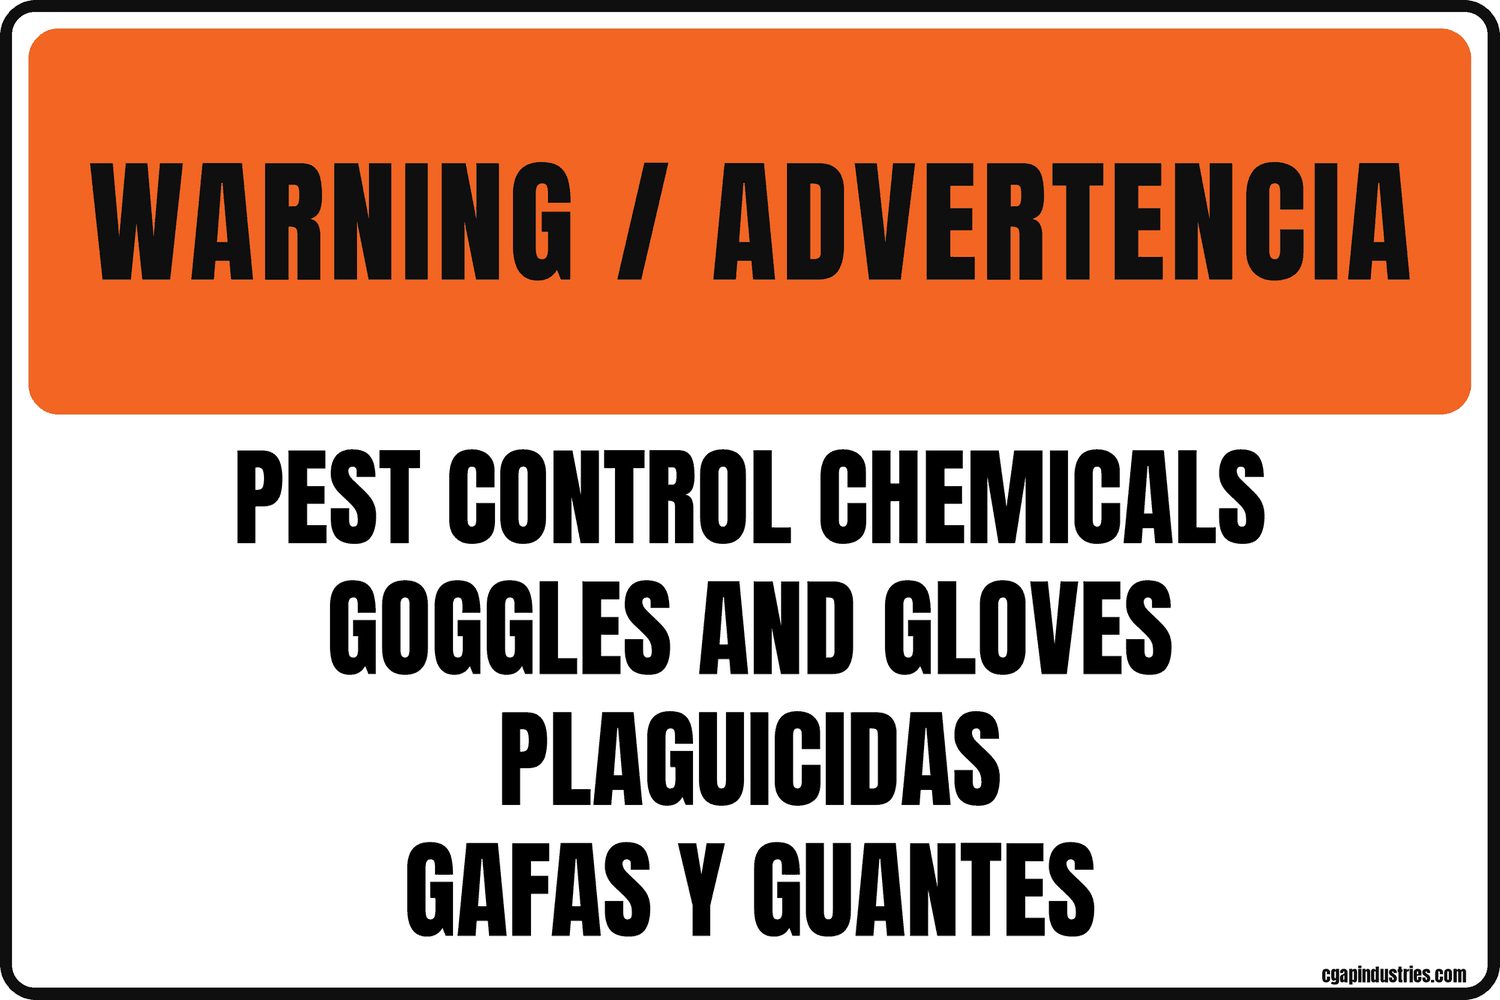 WARNING / ADVERTENCIA
PEST CONTROL CHEMICALS
GOGGLES AND GLOVES
PLAGUICIDAS
GAFAS Y GUANTES
cgapindustries.com